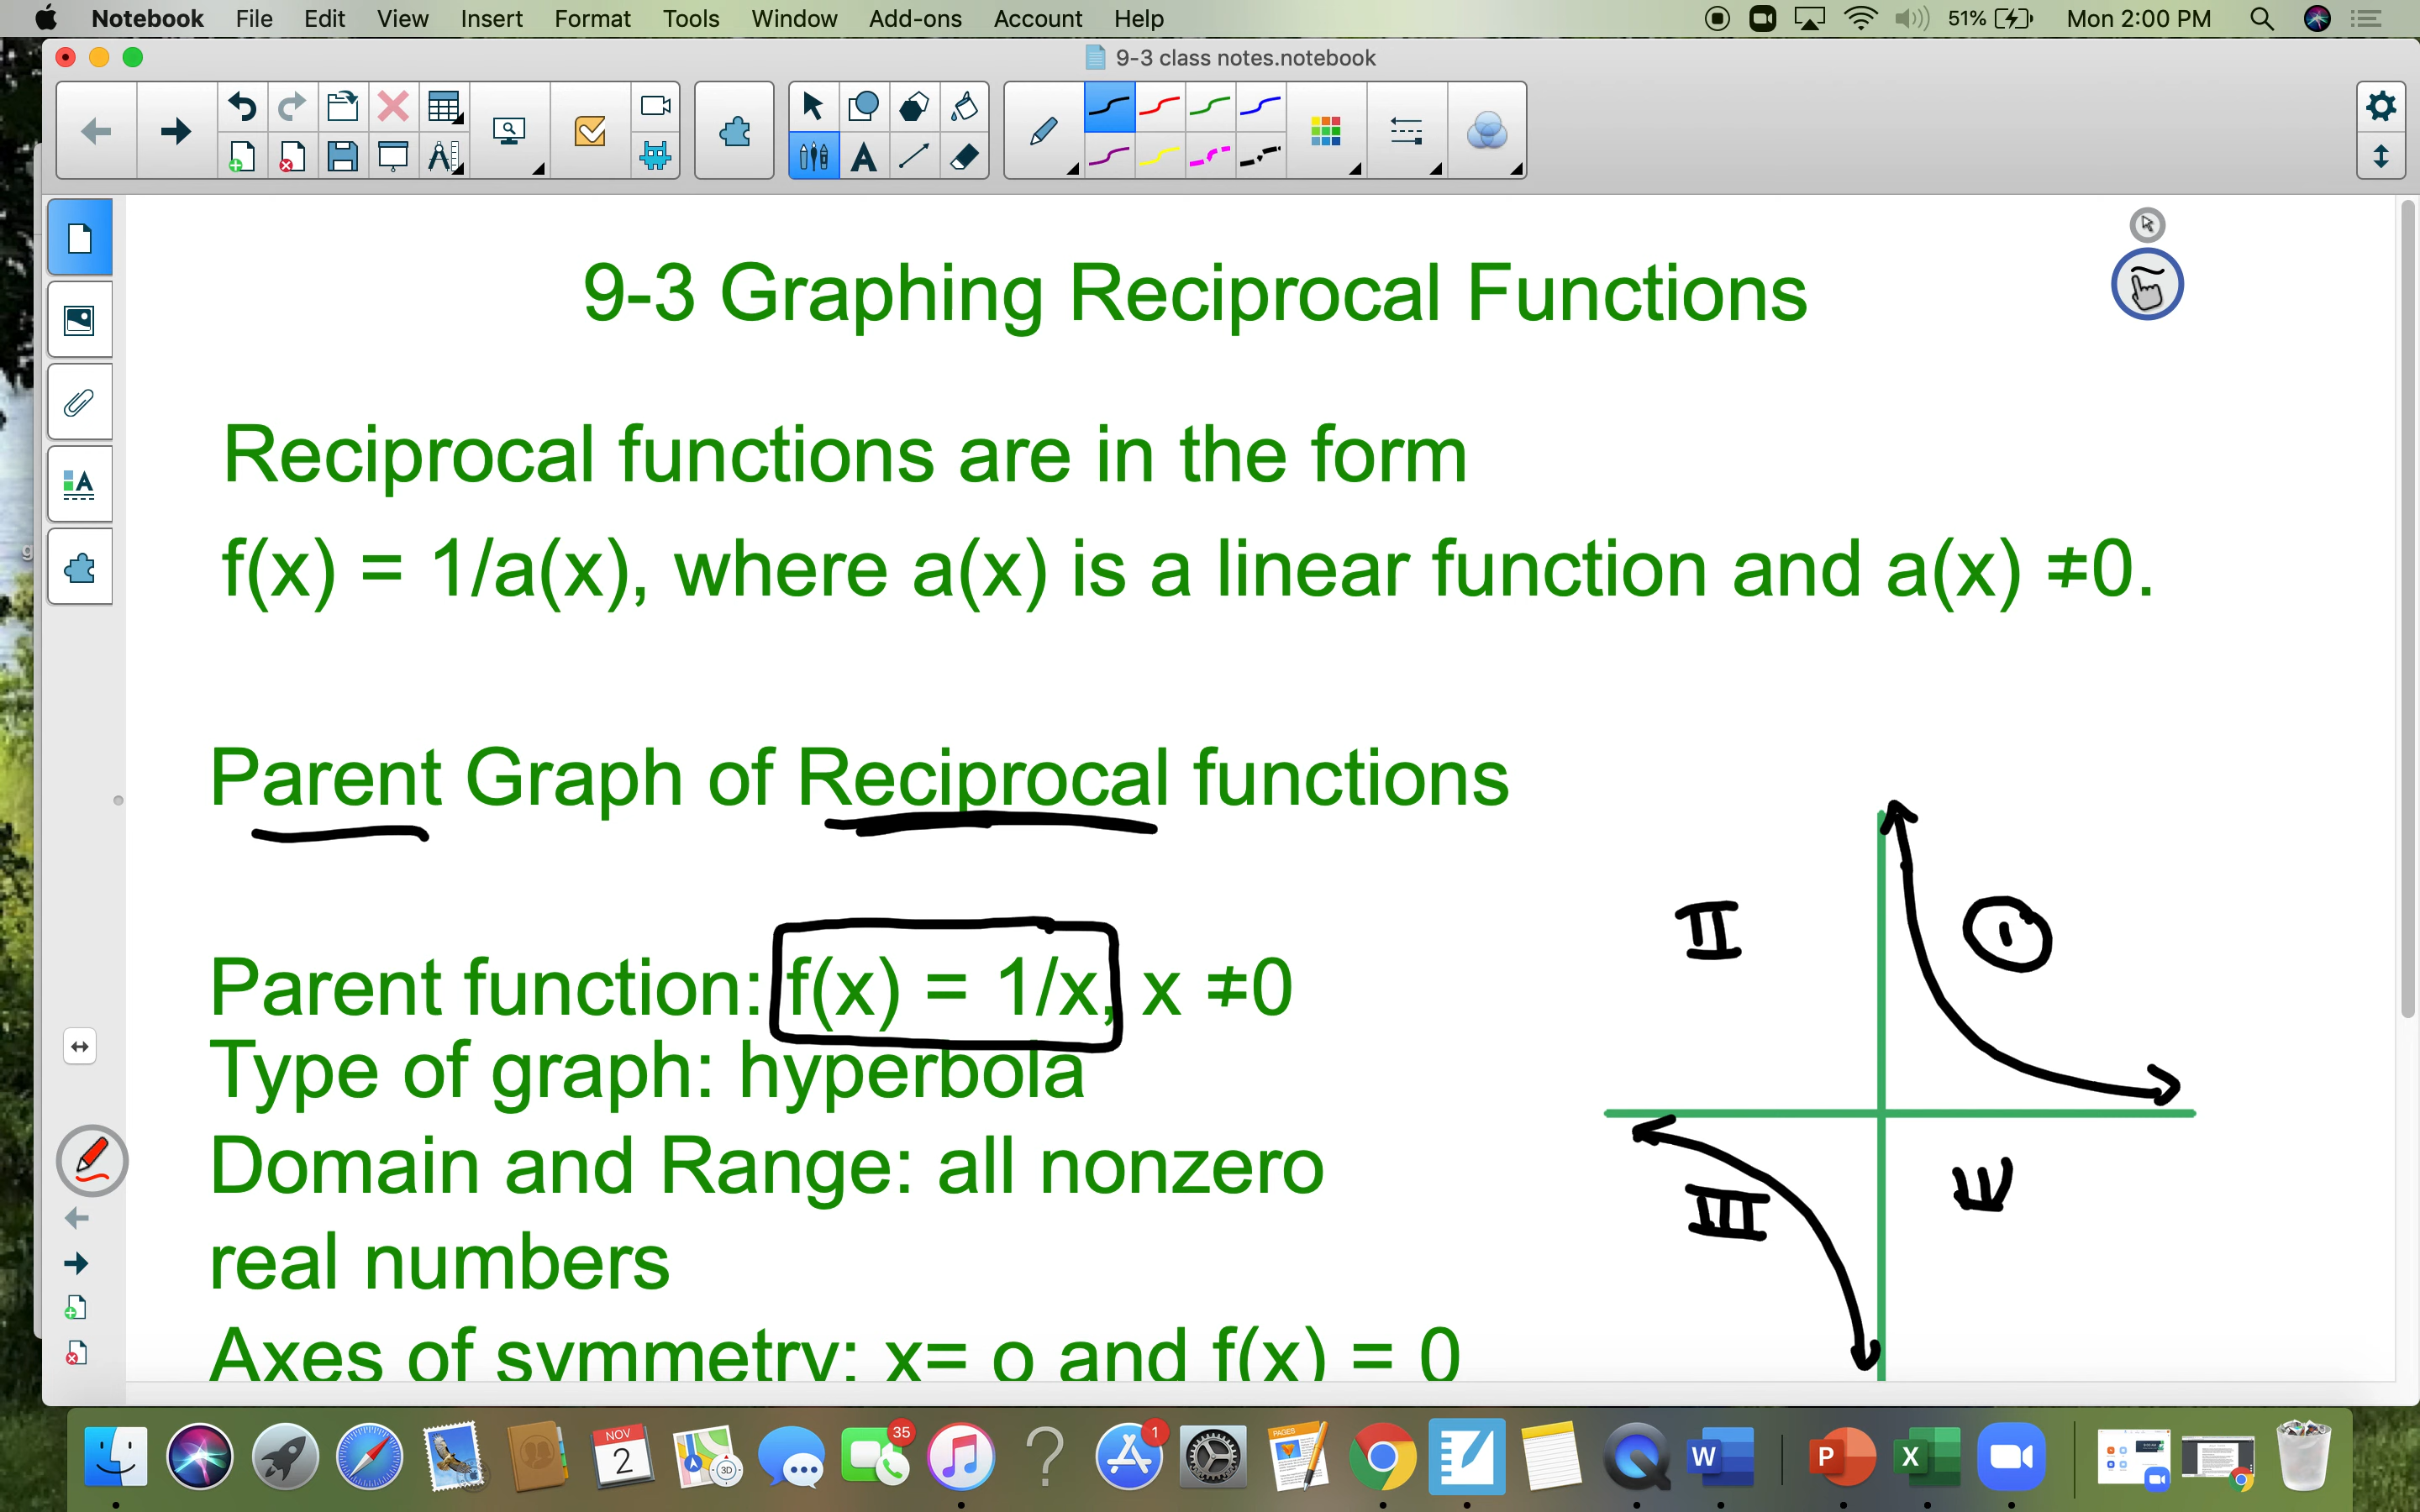 Notebook File Edit View Insert Format Tools Window Add-ons Account Help 51% Mon 2:00 PM
9-3 class notes.notebook
9-3 Graphing Reciprocal Functions
Reciprocal functions are in the form
f(x) = 1/a(x), where a(x) is a linear function and a(x) ≠0.
Parent Graph of Reciprocal functions
Parent function: f(x) = 1/x, x ≠0
Type of graph: hyperbola
Domain and Range: all nonzero
real numbers
Axes of symmetry: x= o and f(x) = 0
II
I
III
IV
NOV
2
3D
35
1
PAGES
W
P
X